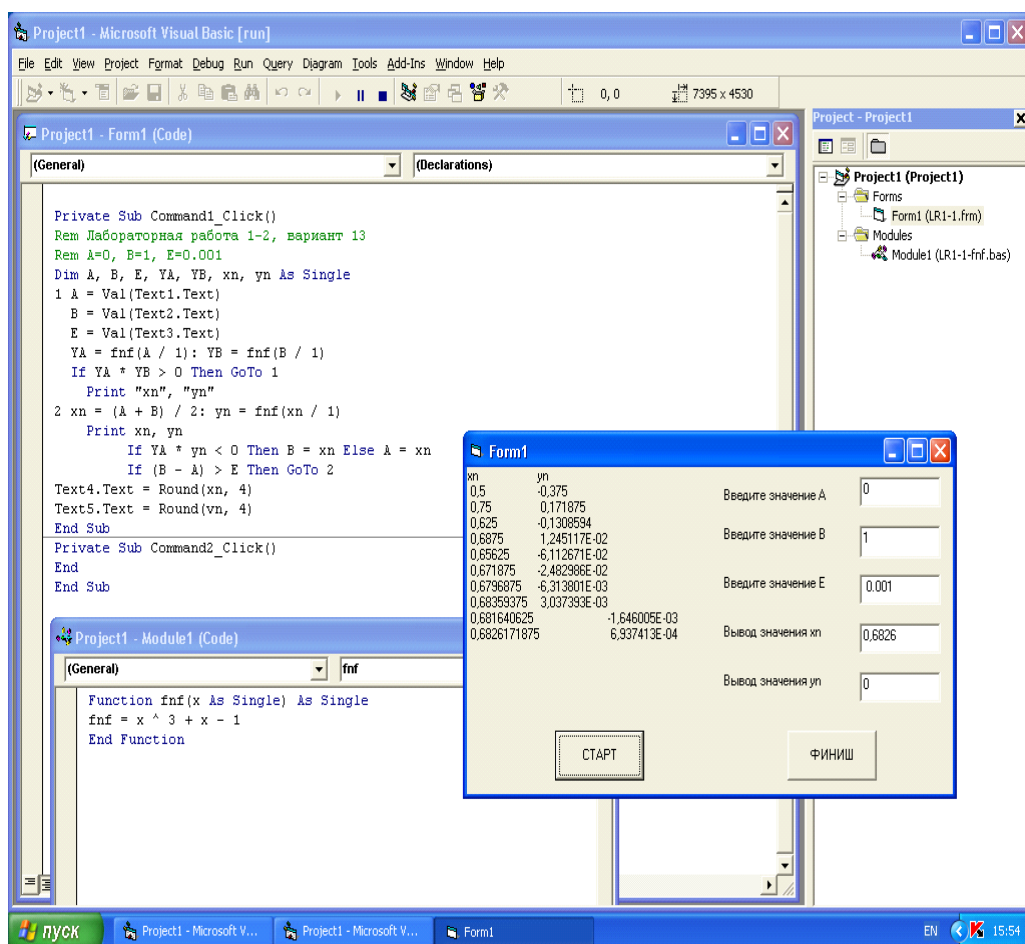 Project1 - Microsoft Visual Basic [run]
File Edit View Project Format Debug Run Query Diagram Tools Add-Ins Window Help
0, 0 7395 x 4530
Project1 - Form1 (Code)
(General) (Declarations)
Private Sub Command1_Click()
Rem Лабораторная работа 1-2, вариант 13
Rem A=0, B=1, E=0.001
Dim A, B, E, YA, YB, xn, yn As Single
1 A = Val(Text1.Text)
B = Val(Text2.Text)
E = Val(Text3.Text)
YA = fnf(A / 1): YB = fnf(B / 1)
If YA * YB > 0 Then GoTo 1
Print "xn", "yn"
2 xn = (A + B) / 2: yn = fnf(xn / 1)
Print xn, yn
If YA * yn < 0 Then B = xn Else A = xn
If (B - A) > E Then GoTo 2
Text4.Text = Round(xn, 4)
Text5.Text = Round(vn, 4)
End Sub
Private Sub Command2_Click()
End
End Sub
Project1 - Module1 (Code)
(General) fnf
Function fnf(x As Single) As Single
fnf = x ^ 3 + x - 1
End Function
Project - Project1
Project1 (Project1)
Forms
Form1 (LR1-1.frm)
Modules
Module1 (LR1-1-fnf.bas)
Form1
xn yn
0,5 -0,375
0,75 0,171875
0,625 -0,1308594
0,6875 1,245117E-02
0,65625 -6,112671E-02
0,671875 -2,482986E-02
0,6796875 -6,313801E-03
0,68359375 3,037393E-03
0,681640625 -1,646005E-03
0,6826171875 6,937413E-04
Введите значение A 0
Введите значение B 1
Введите значение E 0.001
Вывод значения xn 0,6826
Вывод значения yn 0
СТАРТ ФИНИШ
пуск Project1 - Microsoft V... Project1 - Microsoft V... Form1 EN 15:54